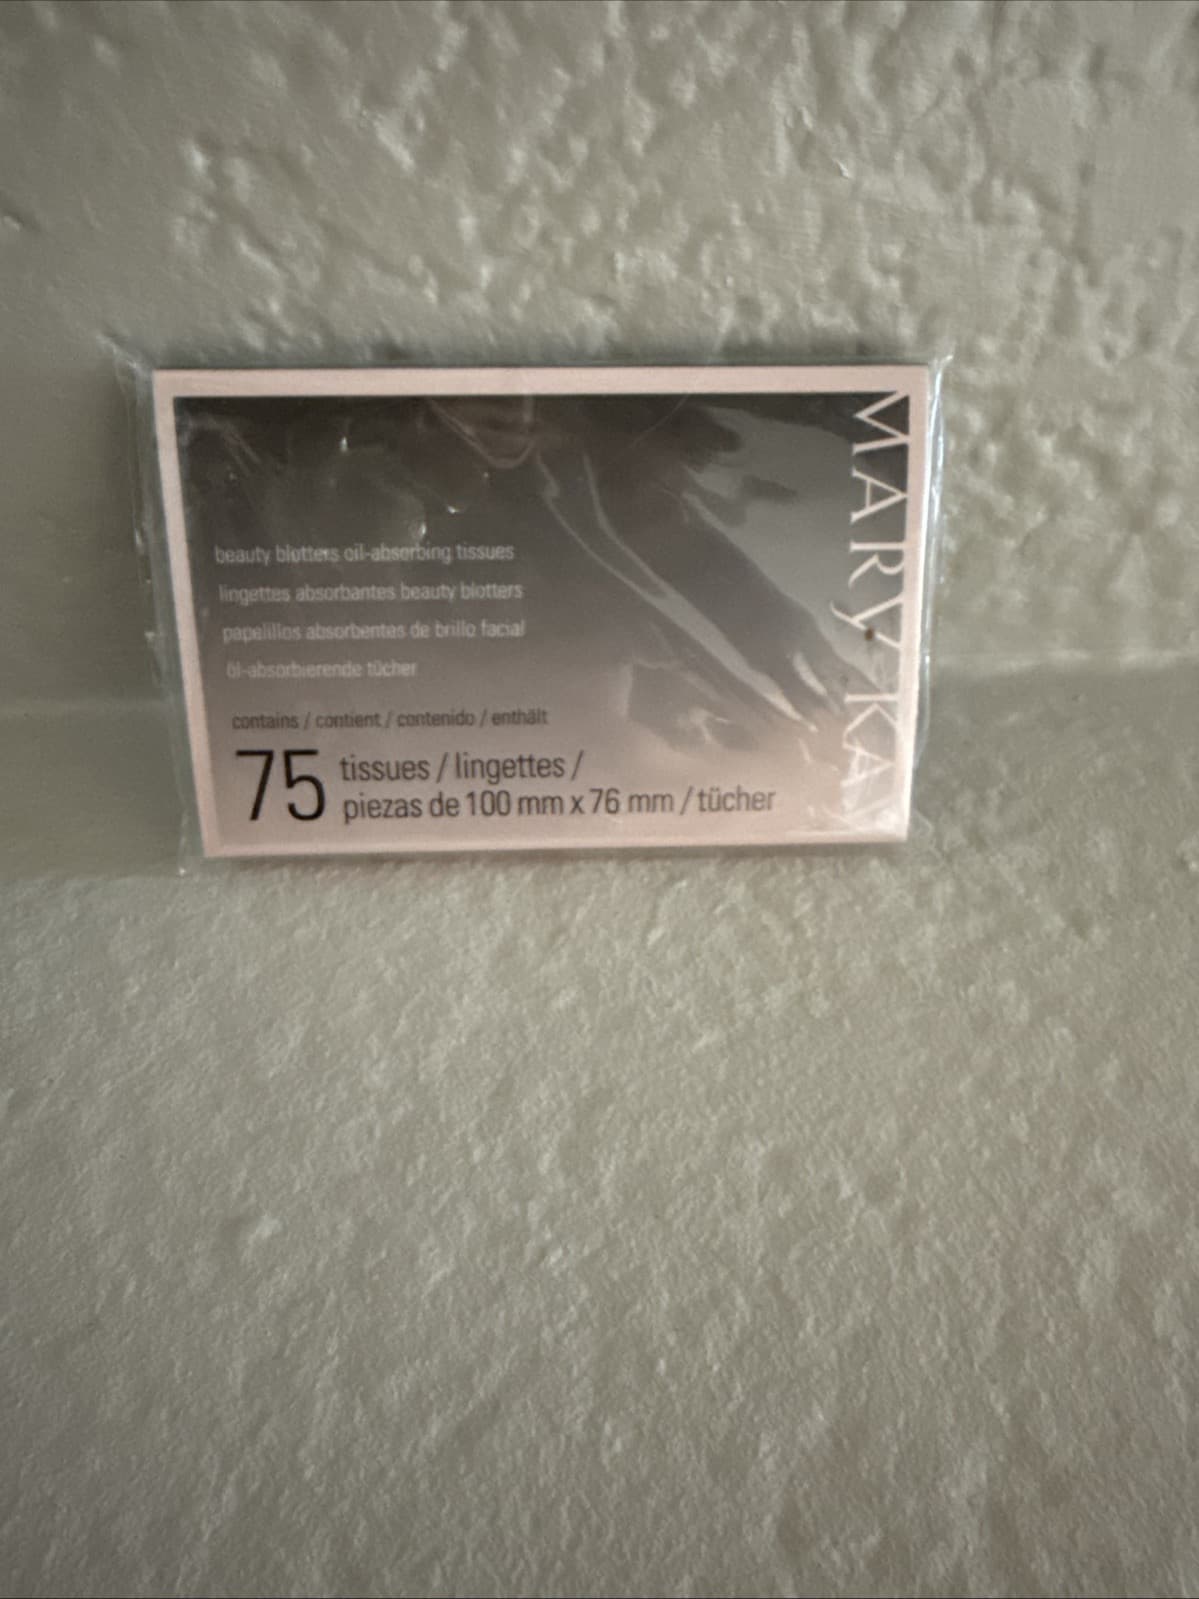 MARY KAY
beauty blotters oil-absorbing tissues
lingettes absorbantes beauty blotters
papelillos absorbentes de brillo facial
öl-absorbierende tücher
contains / contient / contenido / enthält
75 tissues / lingettes /
piezas de 100 mm x 76 mm / tücher